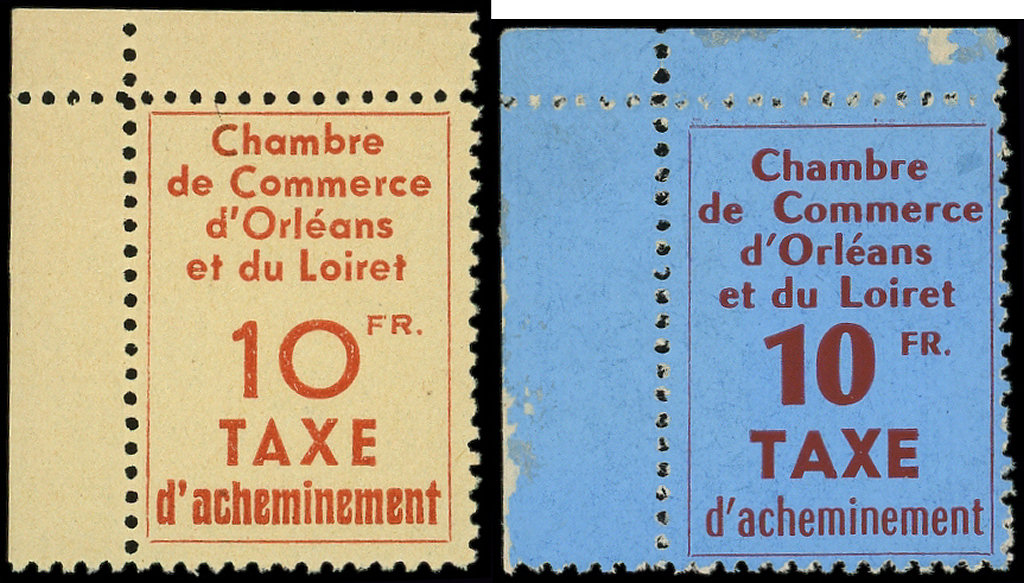 Chambre
de Commerce
d'Orléans
et du Loiret
10 FR.
TAXE
d'acheminement
Chambre
de Commerce
d'Orléans
et du Loiret
10 FR.
TAXE
d'acheminement